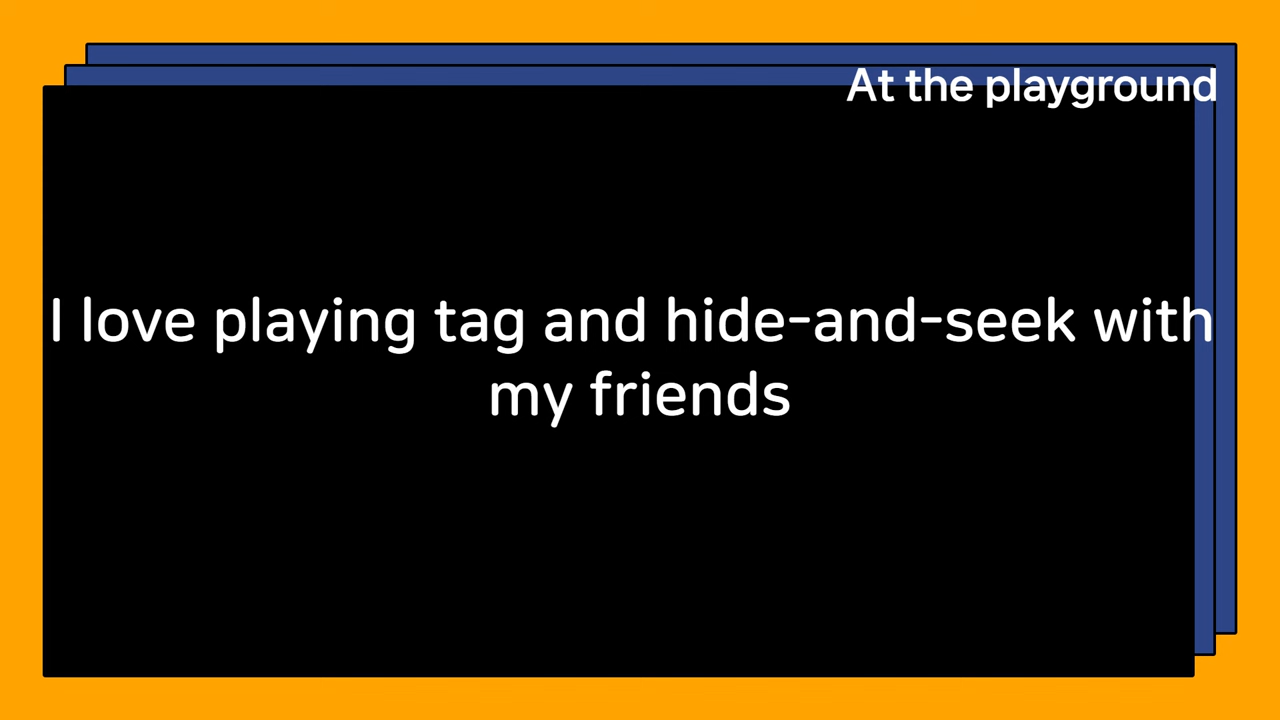 At the playground
I love playing tag and hide-and-seek with
my friends